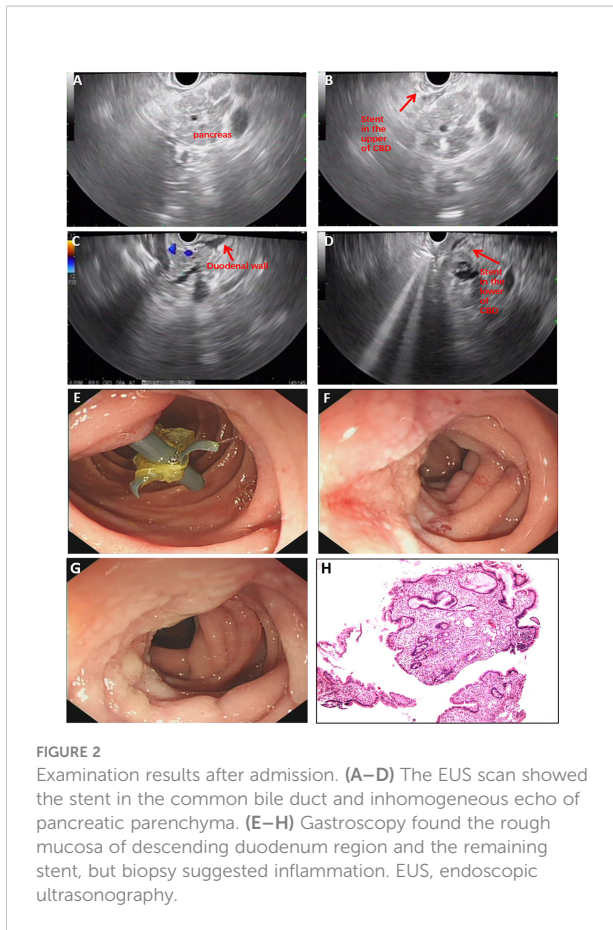 A
pancreas
B
Stent
in the
upper
of CBD
C
Duodenal wall
D
Stent
in the
lower
of
CBD
E
F
G
H
FIGURE 2
Examination results after admission. (A–D) The EUS scan showed
the stent in the common bile duct and inhomogeneous echo of
pancreatic parenchyma. (E–H) Gastroscopy found the rough
mucosa of descending duodenum region and the remaining
stent, but biopsy suggested inflammation. EUS, endoscopic
ultrasonography.